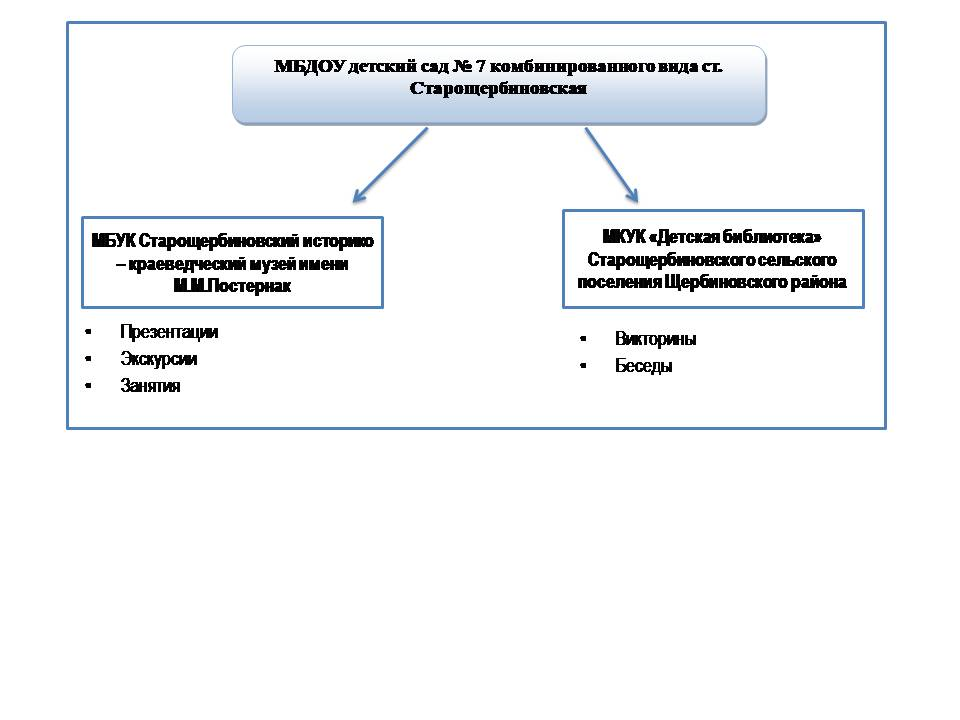 МБДОУ детский сад № 7 комбинированного вида ст.
Старощербиновская
МБУК Старощербиновский историко
– краеведческий музей имени
М.М.Постернак
• Презентации
• Экскурсии
• Занятия
МКУК «Детская библиотека»
Старощербиновского сельского
поселения Щербиновского района
• Викторины
• Беседы